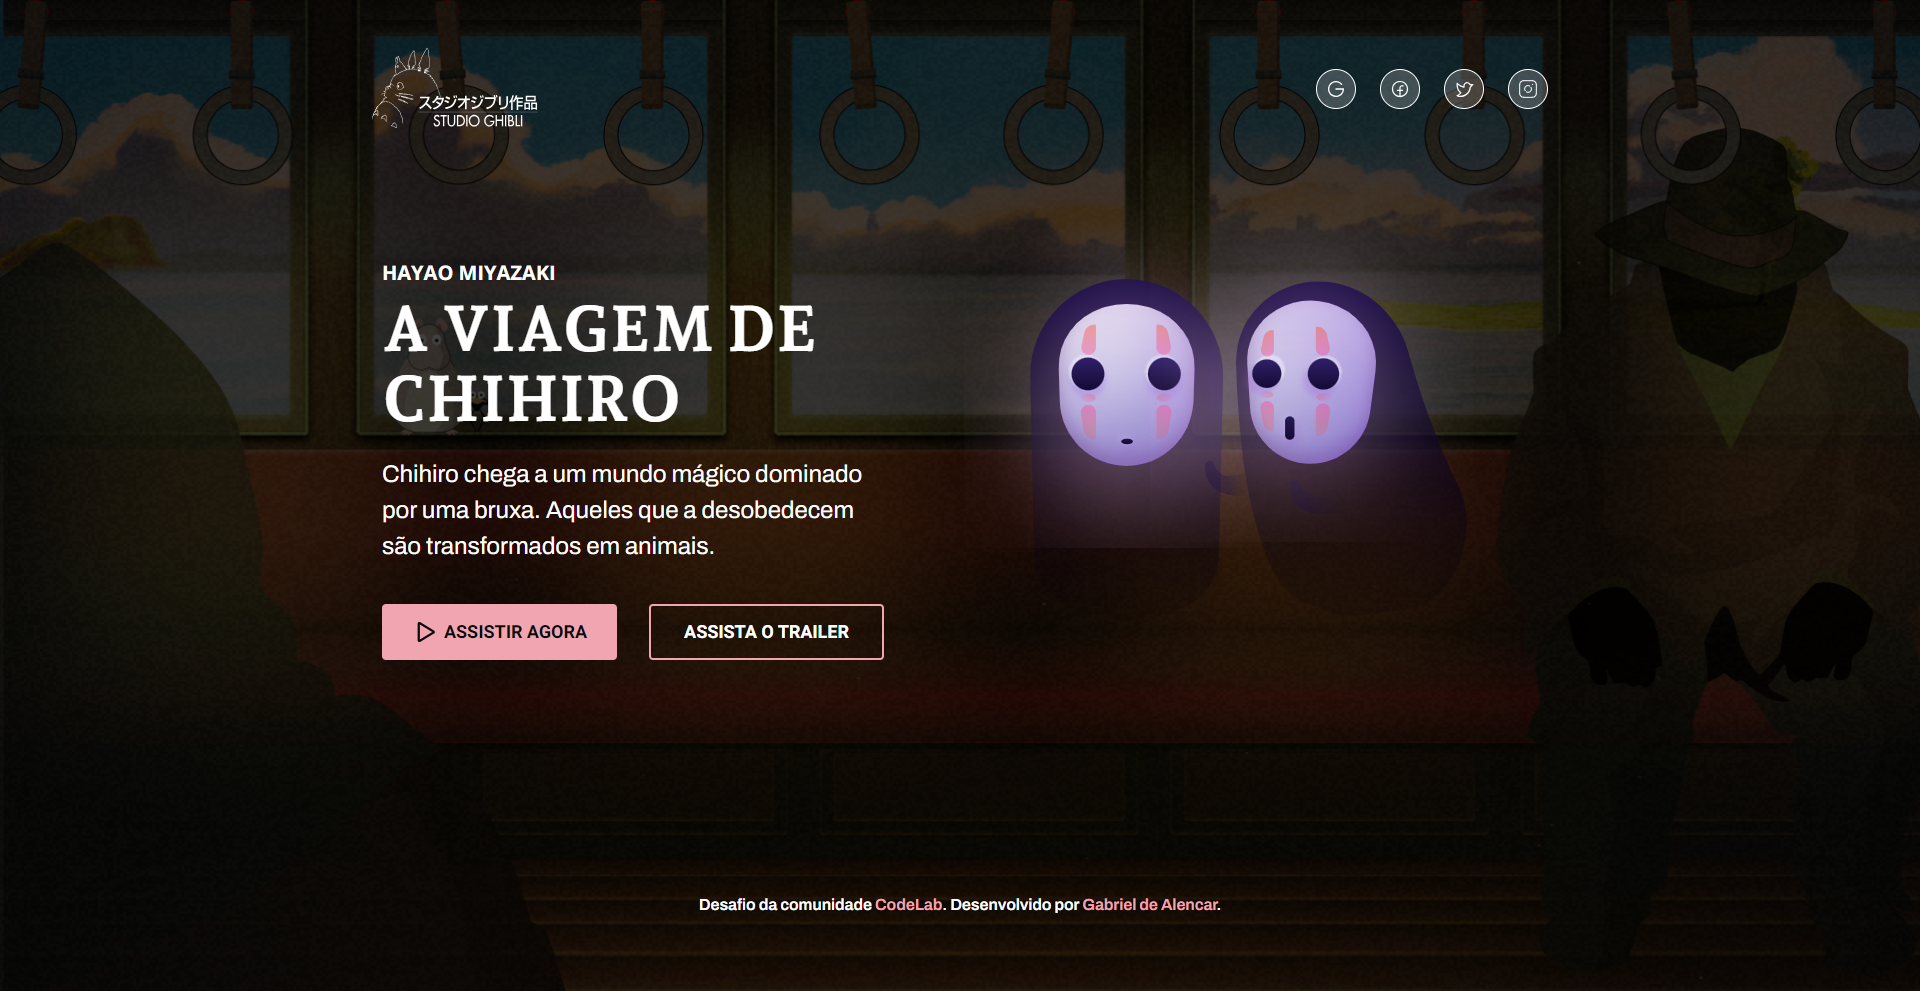 スタジオジブリ作品
STUDIO GHIBLI
HAYAO MIYAZAKI
A VIAGEM DE
CHIHIRO
Chihiro chega a um mundo mágico dominado
por uma bruxa. Aqueles que a desobedecem
são transformados em animais.
ASSISTIR AGORA
ASSISTA O TRAILER
Desafio da comunidade CodeLab. Desenvolvido por Gabriel de Alencar.